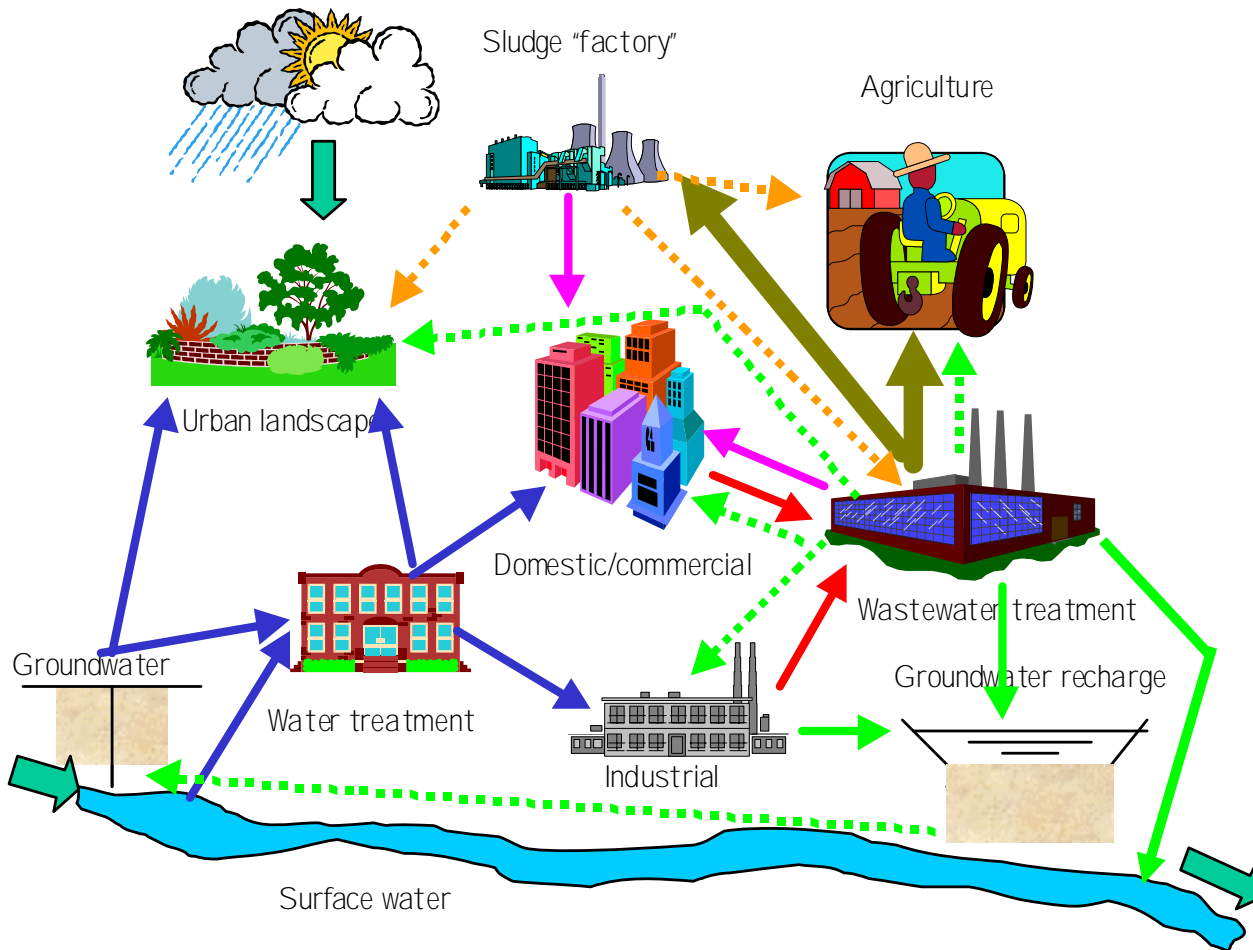 Sludge “factory”
Agriculture
Urban landscape
Domestic/commercial
Wastewater treatment
Groundwater
Groundwater recharge
Water treatment
Industrial
Surface water